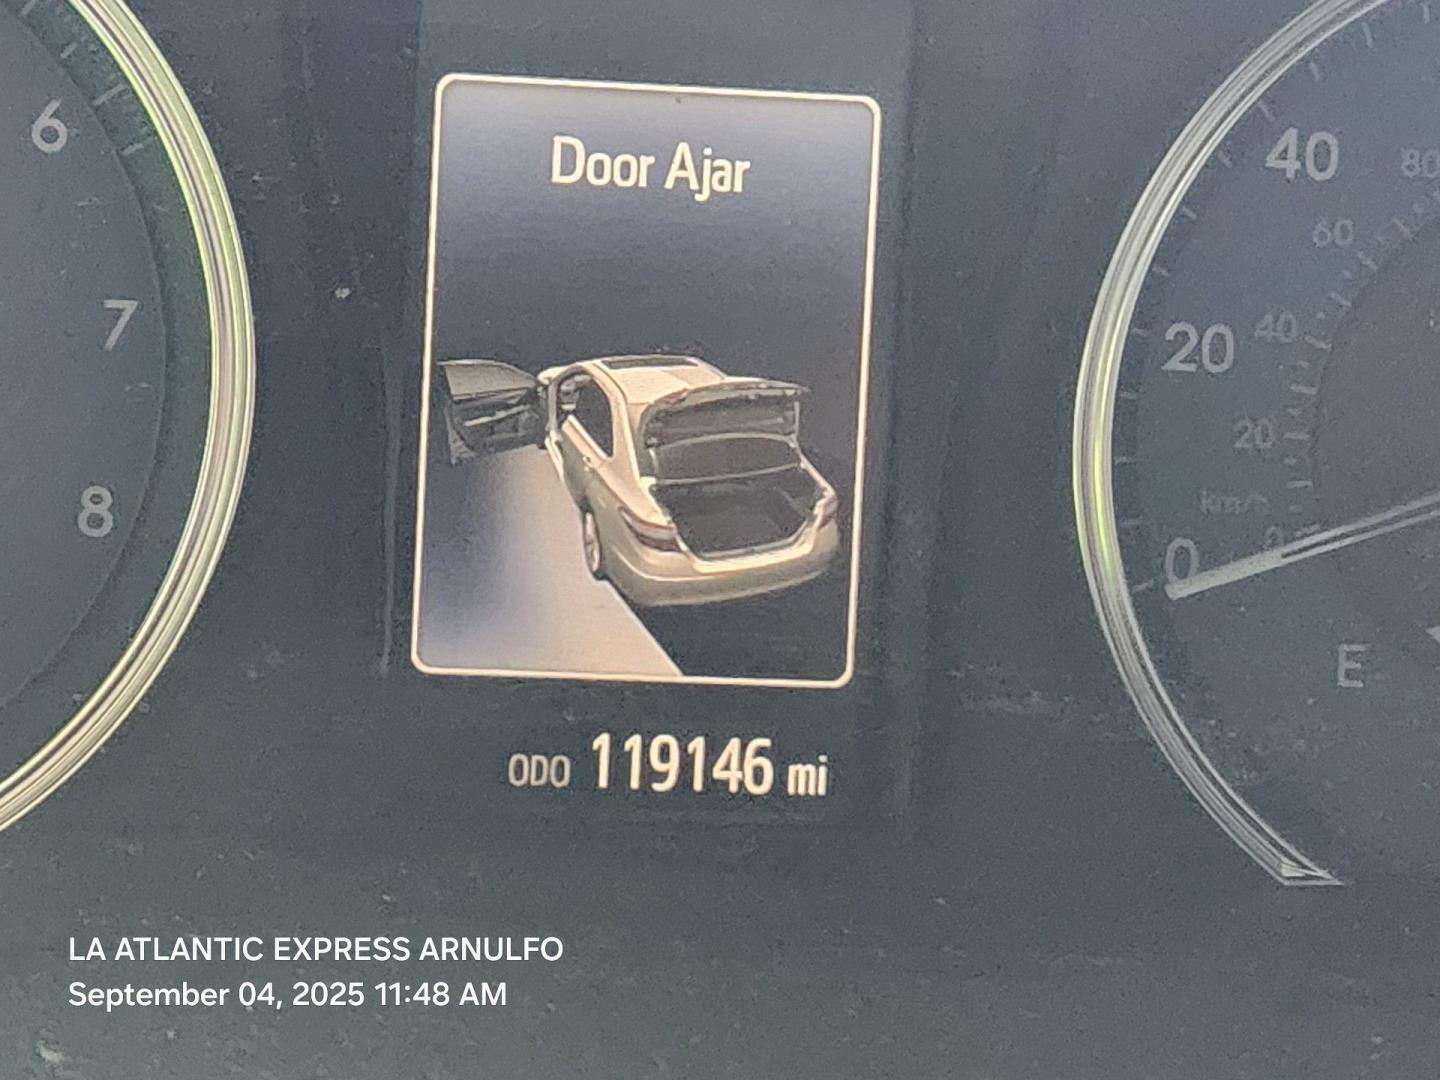 6
7
8
Door Ajar
ODO 119146 mi
40
80
60
20
40
20
km/h
0
0
E
LA ATLANTIC EXPRESS ARNULFO
September 04, 2025 11:48 AM